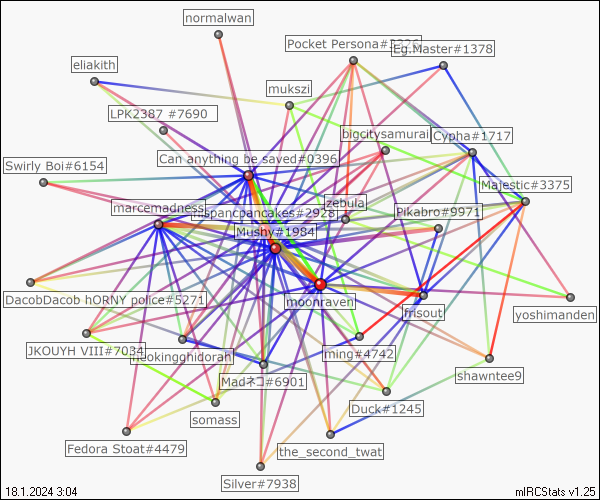 normalwan
Pocket Persona#
Eg.Master#1378
eliakith
mukszi
LPK2387 #7690
bigcitysamurai
Cypha#1717
Can anything be saved#0396
Swirly Boi#6154
Majestic#3375
zebula
marcemadness
#2928
Pikabro#9971
Mushy#1984
moonraven
DacobDacob hORNY police#5271
frisout
yoshimanden
JKOUYH VIII#7034
ming#4742
shawntee9
Madネコ#6901
Duck#1245
somass
Fedora Stoat#4479
the_second_twat
Silver#7938
18.1.2024 3:04
mIRCStats v1.25